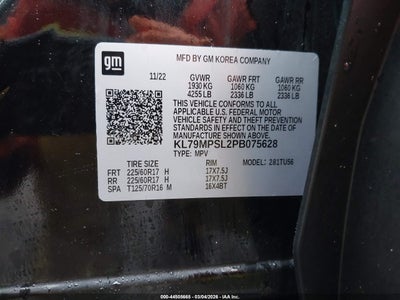 gm
MFD BY GM KOREA COMPANY
11/22 GVWR GAWR FRT GAWR RR
1930 KG 1060 KG 1060 KG
4255 LB 2336 LB 2336 LB
THIS VEHICLE CONFORMS TO ALL
APPLICABLE U.S. FEDERAL MOTOR
VEHICLE SAFETY AND THEFT PREVENTION
STANDARDS IN EFFECT ON THE DATE OF
MANUFACTURE SHOWN ABOVE.
KL79MPSL2PB075628
TYPE: MPV MODEL: 281TU56
TIRE SIZE RIM
FRT 225/60R17 H 17X7.5J
RR 225/60R17 H 17X7.5J
SPA T125/70R16 M 16X4BT
000-44508665 - 03/04/2026 - IAA Inc.